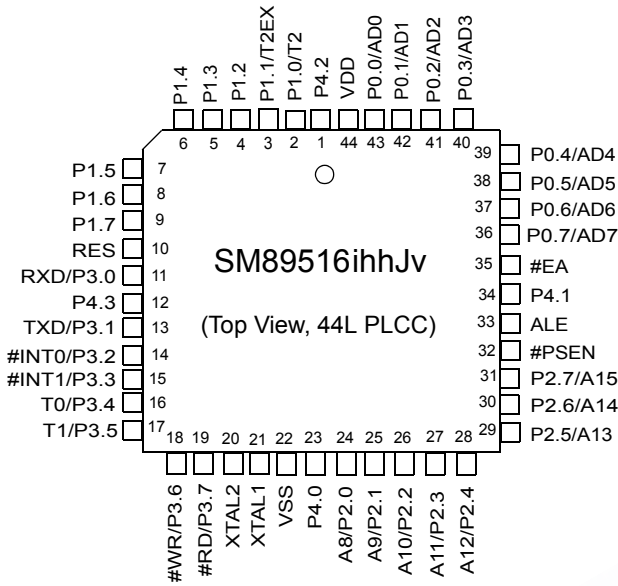 P1.4
P1.3
P1.2
P1.1/T2EX
P1.0/T2
P4.2
VDD
P0.0/AD0
P0.1/AD1
P0.2/AD2
P0.3/AD3
6
5
4
3
2
1
44
43
42
41
40
P1.5
7
P1.6
8
P1.7
9
RES
10
RXD/P3.0
11
P4.3
12
TXD/P3.1
13
#INT0/P3.2
14
#INT1/P3.3
15
T0/P3.4
16
T1/P3.5
17
SM89516ihhJv
(Top View, 44L PLCC)
39
P0.4/AD4
38
P0.5/AD5
37
P0.6/AD6
36
P0.7/AD7
35
#EA
34
P4.1
33
ALE
32
#PSEN
31
P2.7/A15
30
P2.6/A14
29
P2.5/A13
18
19
20
21
22
23
24
25
26
27
28
#WR/P3.6
#RD/P3.7
XTAL2
XTAL1
VSS
P4.0
A8/P2.0
A9/P2.1
A10/P2.2
A11/P2.3
A12/P2.4